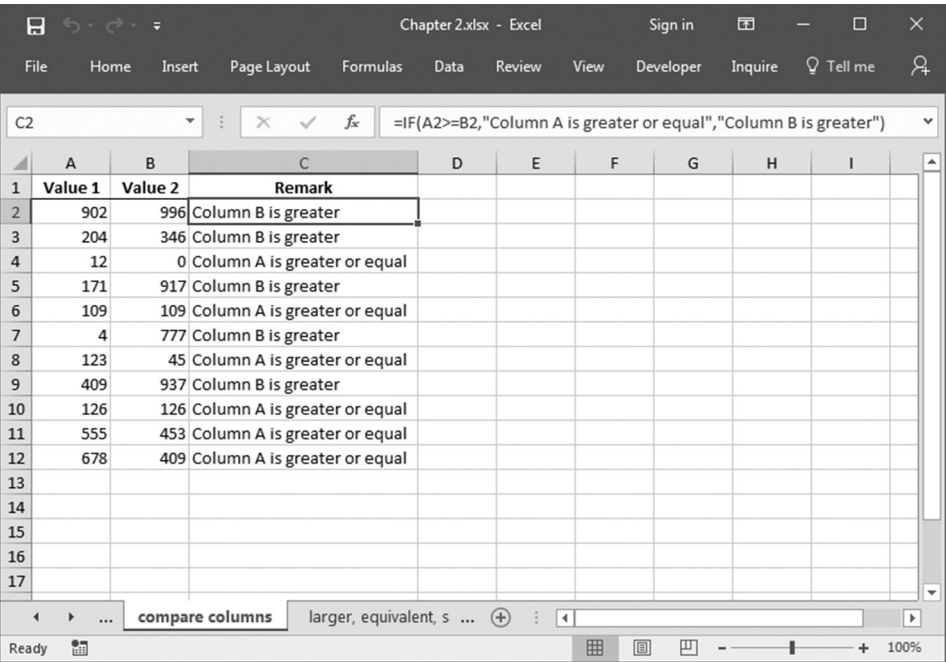 Chapter 2.xlsx - Excel Sign in
File Home Insert Page Layout Formulas Data Review View Developer Inquire Tell me
C2 fx =IF(A2>=B2,"Column A is greater or equal","Column B is greater")
A B C D E F G H I
1 Value 1 Value 2 Remark
2 902 996 Column B is greater
3 204 346 Column B is greater
4 12 0 Column A is greater or equal
5 171 917 Column B is greater
6 109 109 Column A is greater or equal
7 4 777 Column B is greater
8 123 45 Column A is greater or equal
9 409 937 Column B is greater
10 126 126 Column A is greater or equal
11 555 453 Column A is greater or equal
12 678 409 Column A is greater or equal
13
14
15
16
17
... compare columns larger, equivalent, s ...
Ready 100%